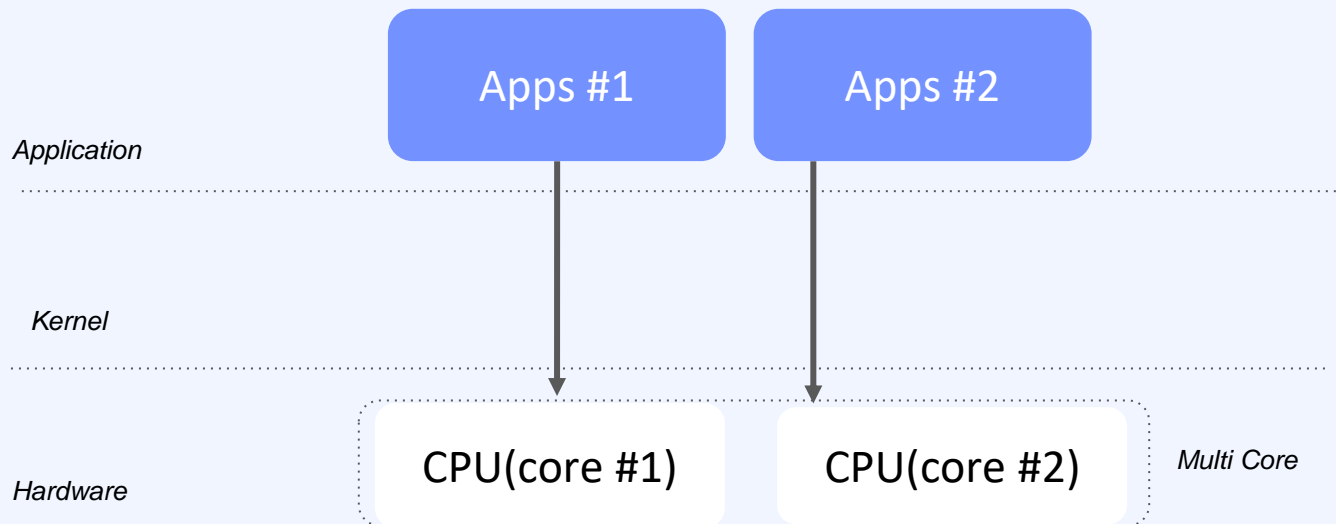 Apps #1
Apps #2
Application
Kernel
CPU(core #1)
CPU(core #2)
Multi Core
Hardware